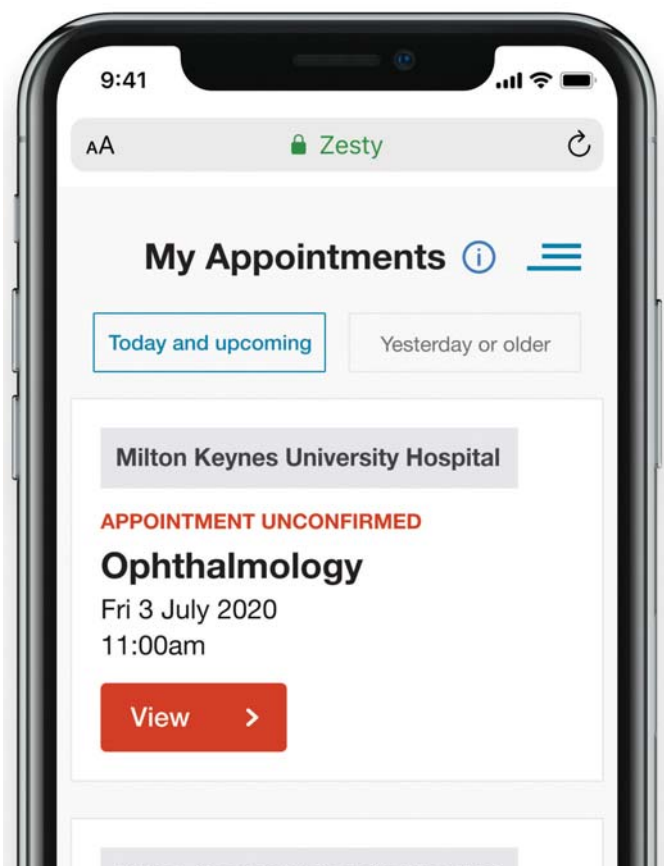 9:41
AA Zesty
My Appointments i
Today and upcoming Yesterday or older
Milton Keynes University Hospital
APPOINTMENT UNCONFIRMED
Ophthalmology
Fri 3 July 2020
11:00am
View >